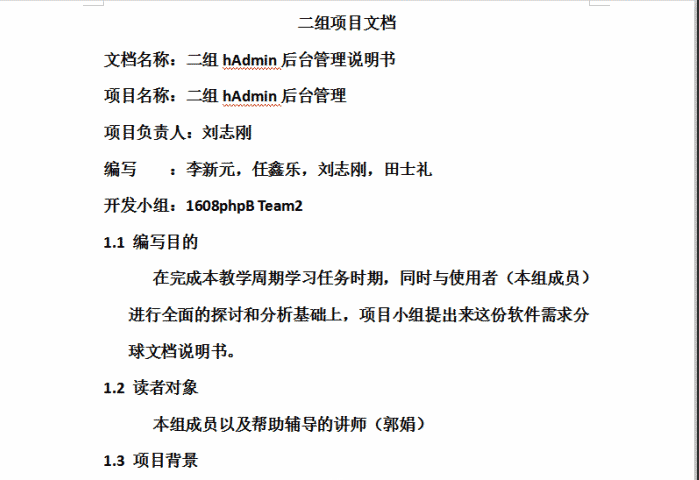 二组项目文档
文档名称：二组 hAdmin 后台管理说明书
项目名称：二组 hAdmin 后台管理
项目负责人：刘志刚
编写　　：李新元，任鑫乐，刘志刚，田士礼
开发小组：1608phpB Team2
1.1 编写目的
在完成本教学周期学习任务时期，同时与使用者（本组成员）
进行全面的探讨和分析基础上，项目小组提出来这份软件需求分
球文档说明书。
1.2 读者对象
本组成员以及帮助辅导的讲师（郭娟）
1.3 项目背景